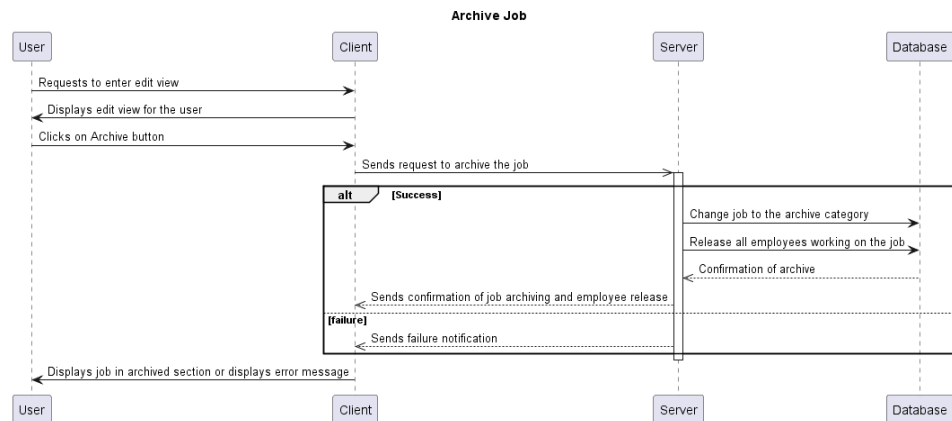 Archive Job
User Client Server Database
Requests to enter edit view
Displays edit view for the user
Clicks on Archive button
Sends request to archive the job
alt [Success]
Change job to the archive category
Release all employees working on the job
Confirmation of archive
Sends confirmation of job archiving and employee release
[failure]
Sends failure notification
Displays job in archived section or displays error message
User Client Server Database